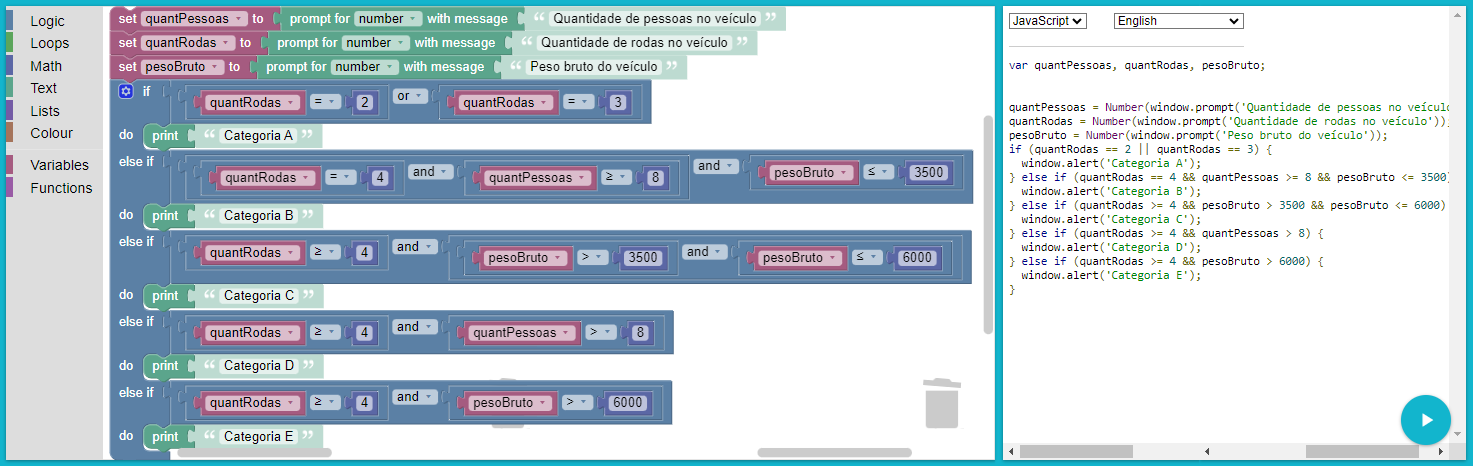 Logic
Loops
Math
Text
Lists
Colour
Variables
Functions
set quantPessoas to prompt for number with message “ Quantidade de pessoas no veículo ”
set quantRodas to prompt for number with message “ Quantidade de rodas no veículo ”
set pesoBruto to prompt for number with message “ Peso bruto do veículo ”
if quantRodas = 2 or quantRodas = 3
do print “ Categoria A ”
else if quantRodas = 4 and quantPessoas ≥ 8 and pesoBruto ≤ 3500
do print “ Categoria B ”
else if quantRodas ≥ 4 and pesoBruto > 3500 and pesoBruto ≤ 6000
do print “ Categoria C ”
else if quantRodas ≥ 4 and quantPessoas > 8
do print “ Categoria D ”
else if quantRodas ≥ 4 and pesoBruto > 6000
do print “ Categoria E ”
JavaScript English
var quantPessoas, quantRodas, pesoBruto;
quantPessoas = Number(window.prompt('Quantidade de pessoas no veículo
quantRodas = Number(window.prompt('Quantidade de rodas no veículo'));
pesoBruto = Number(window.prompt('Peso bruto do veículo'));
if (quantRodas == 2 || quantRodas == 3) {
window.alert('Categoria A');
} else if (quantRodas == 4 && quantPessoas >= 8 && pesoBruto <= 3500)
window.alert('Categoria B');
} else if (quantRodas >= 4 && pesoBruto > 3500 && pesoBruto <= 6000)
window.alert('Categoria C');
} else if (quantRodas >= 4 && quantPessoas > 8) {
window.alert('Categoria D');
} else if (quantRodas >= 4 && pesoBruto > 6000) {
window.alert('Categoria E');
}